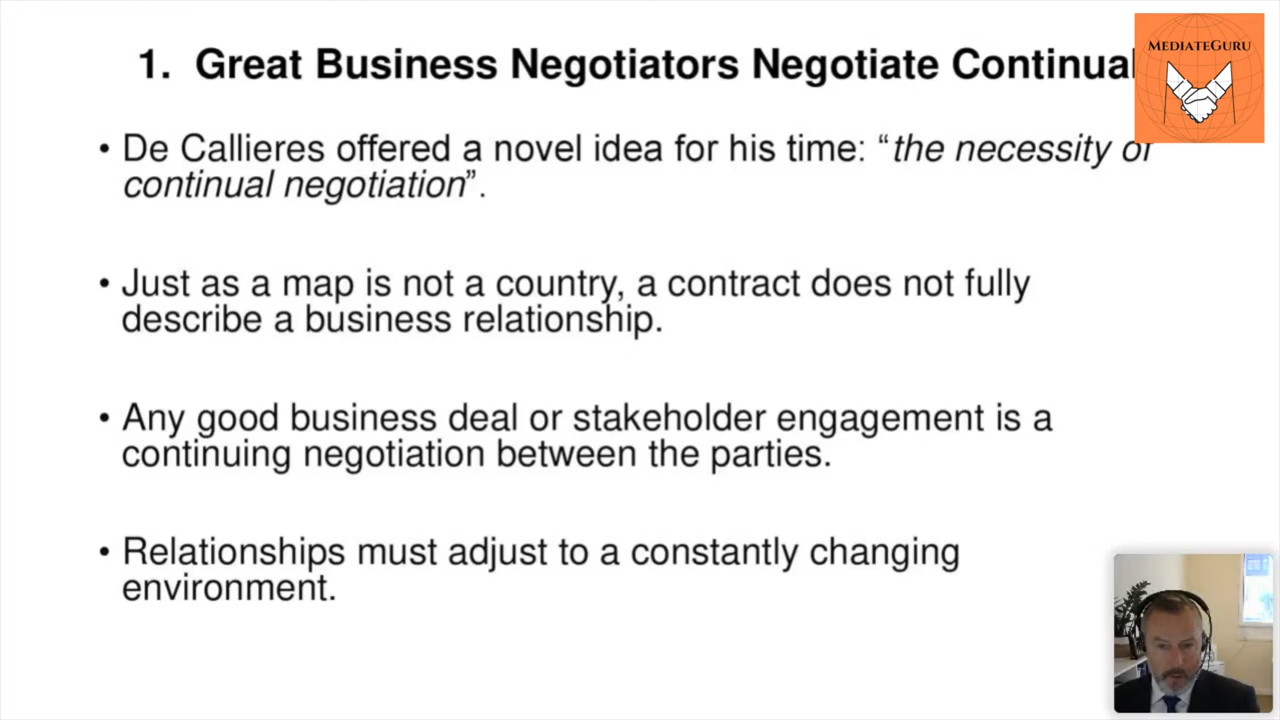 1. Great Business Negotiators Negotiate Continual
MEDIATEGURU
• De Callieres offered a novel idea for his time: “the necessity of
continual negotiation”.
• Just as a map is not a country, a contract does not fully
describe a business relationship.
• Any good business deal or stakeholder engagement is a
continuing negotiation between the parties.
• Relationships must adjust to a constantly changing
environment.